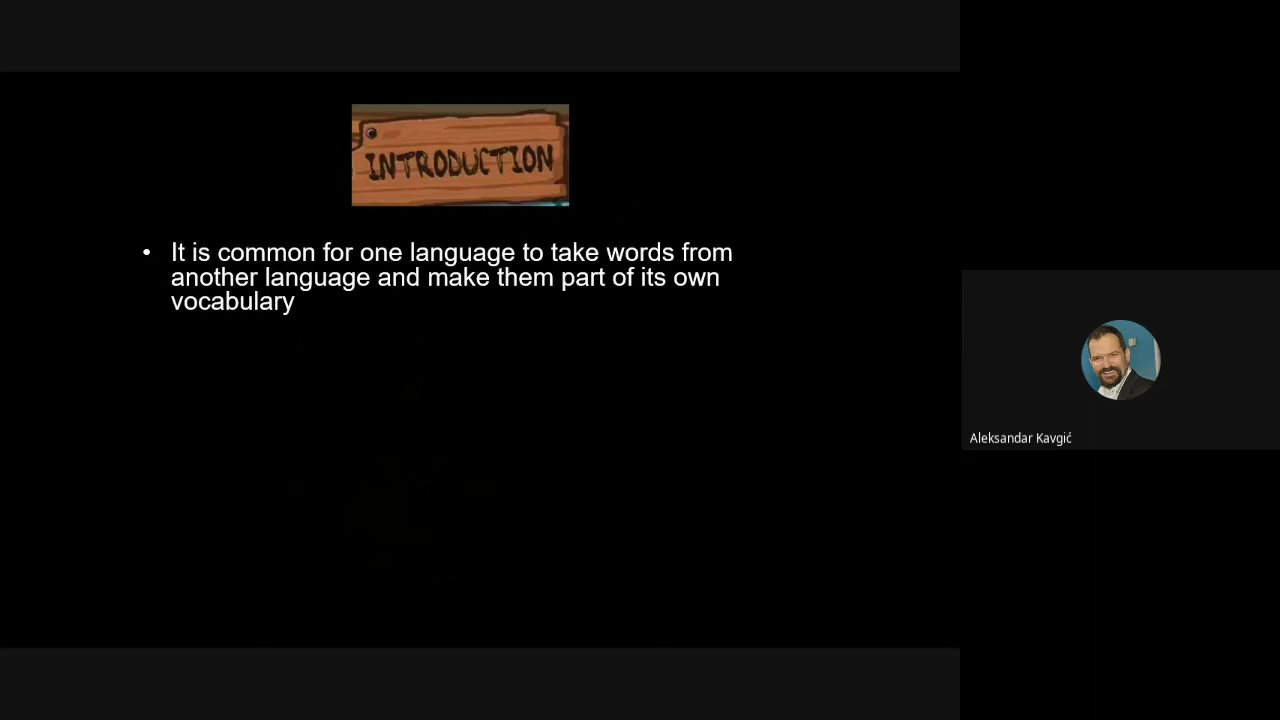 INTRODUCTION
• It is common for one language to take words from
another language and make them part of its own
vocabulary
Aleksandar Kavgić